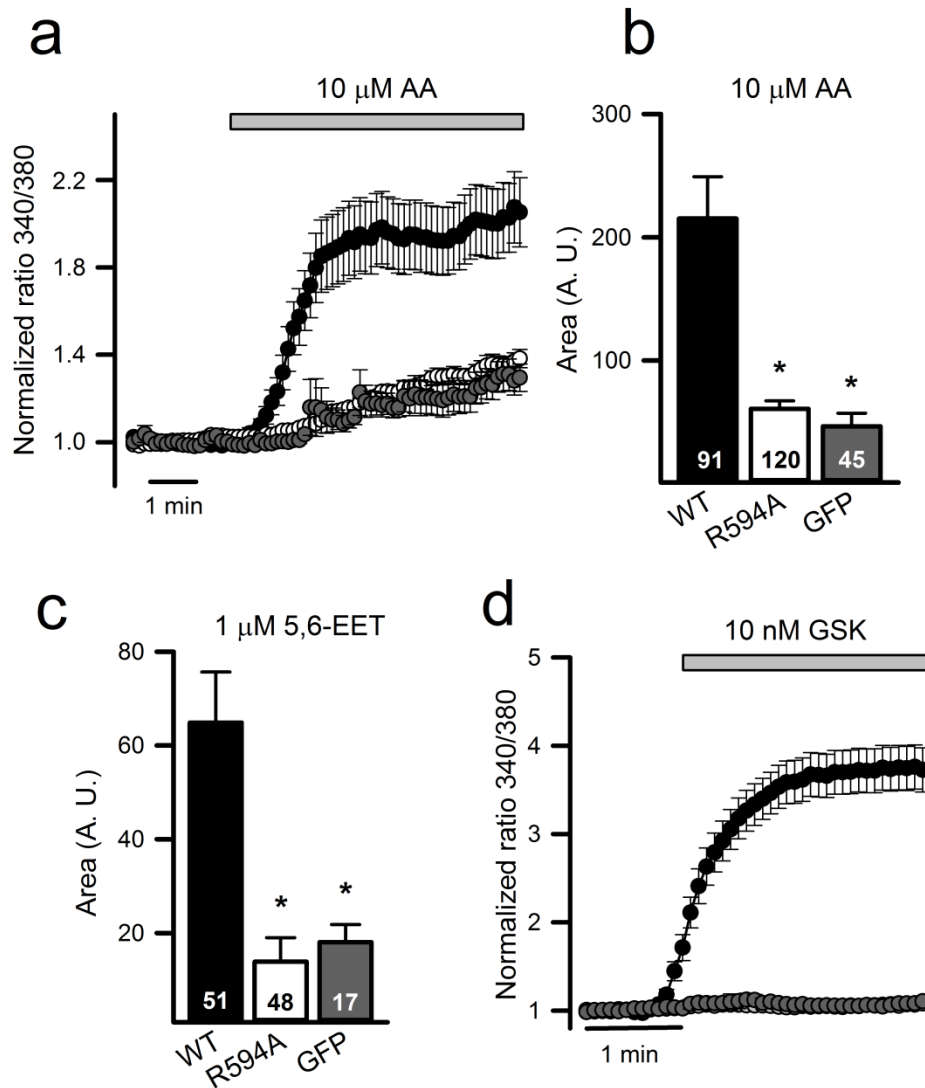 a
10 μM AA
Normalized ratio 340/380
2.2
1.8
1.4
1.0
1 min
b
10 μM AA
Area (A. U.)
300
200
100
91
120
45
WT
R594A
GFP
*
*
c
1 μM 5,6-EET
Area (A. U.)
80
60
40
20
*
*
51
48
17
WT
R594A
GFP
d
10 nM GSK
Normalized ratio 340/380
5
4
3
2
1
1 min